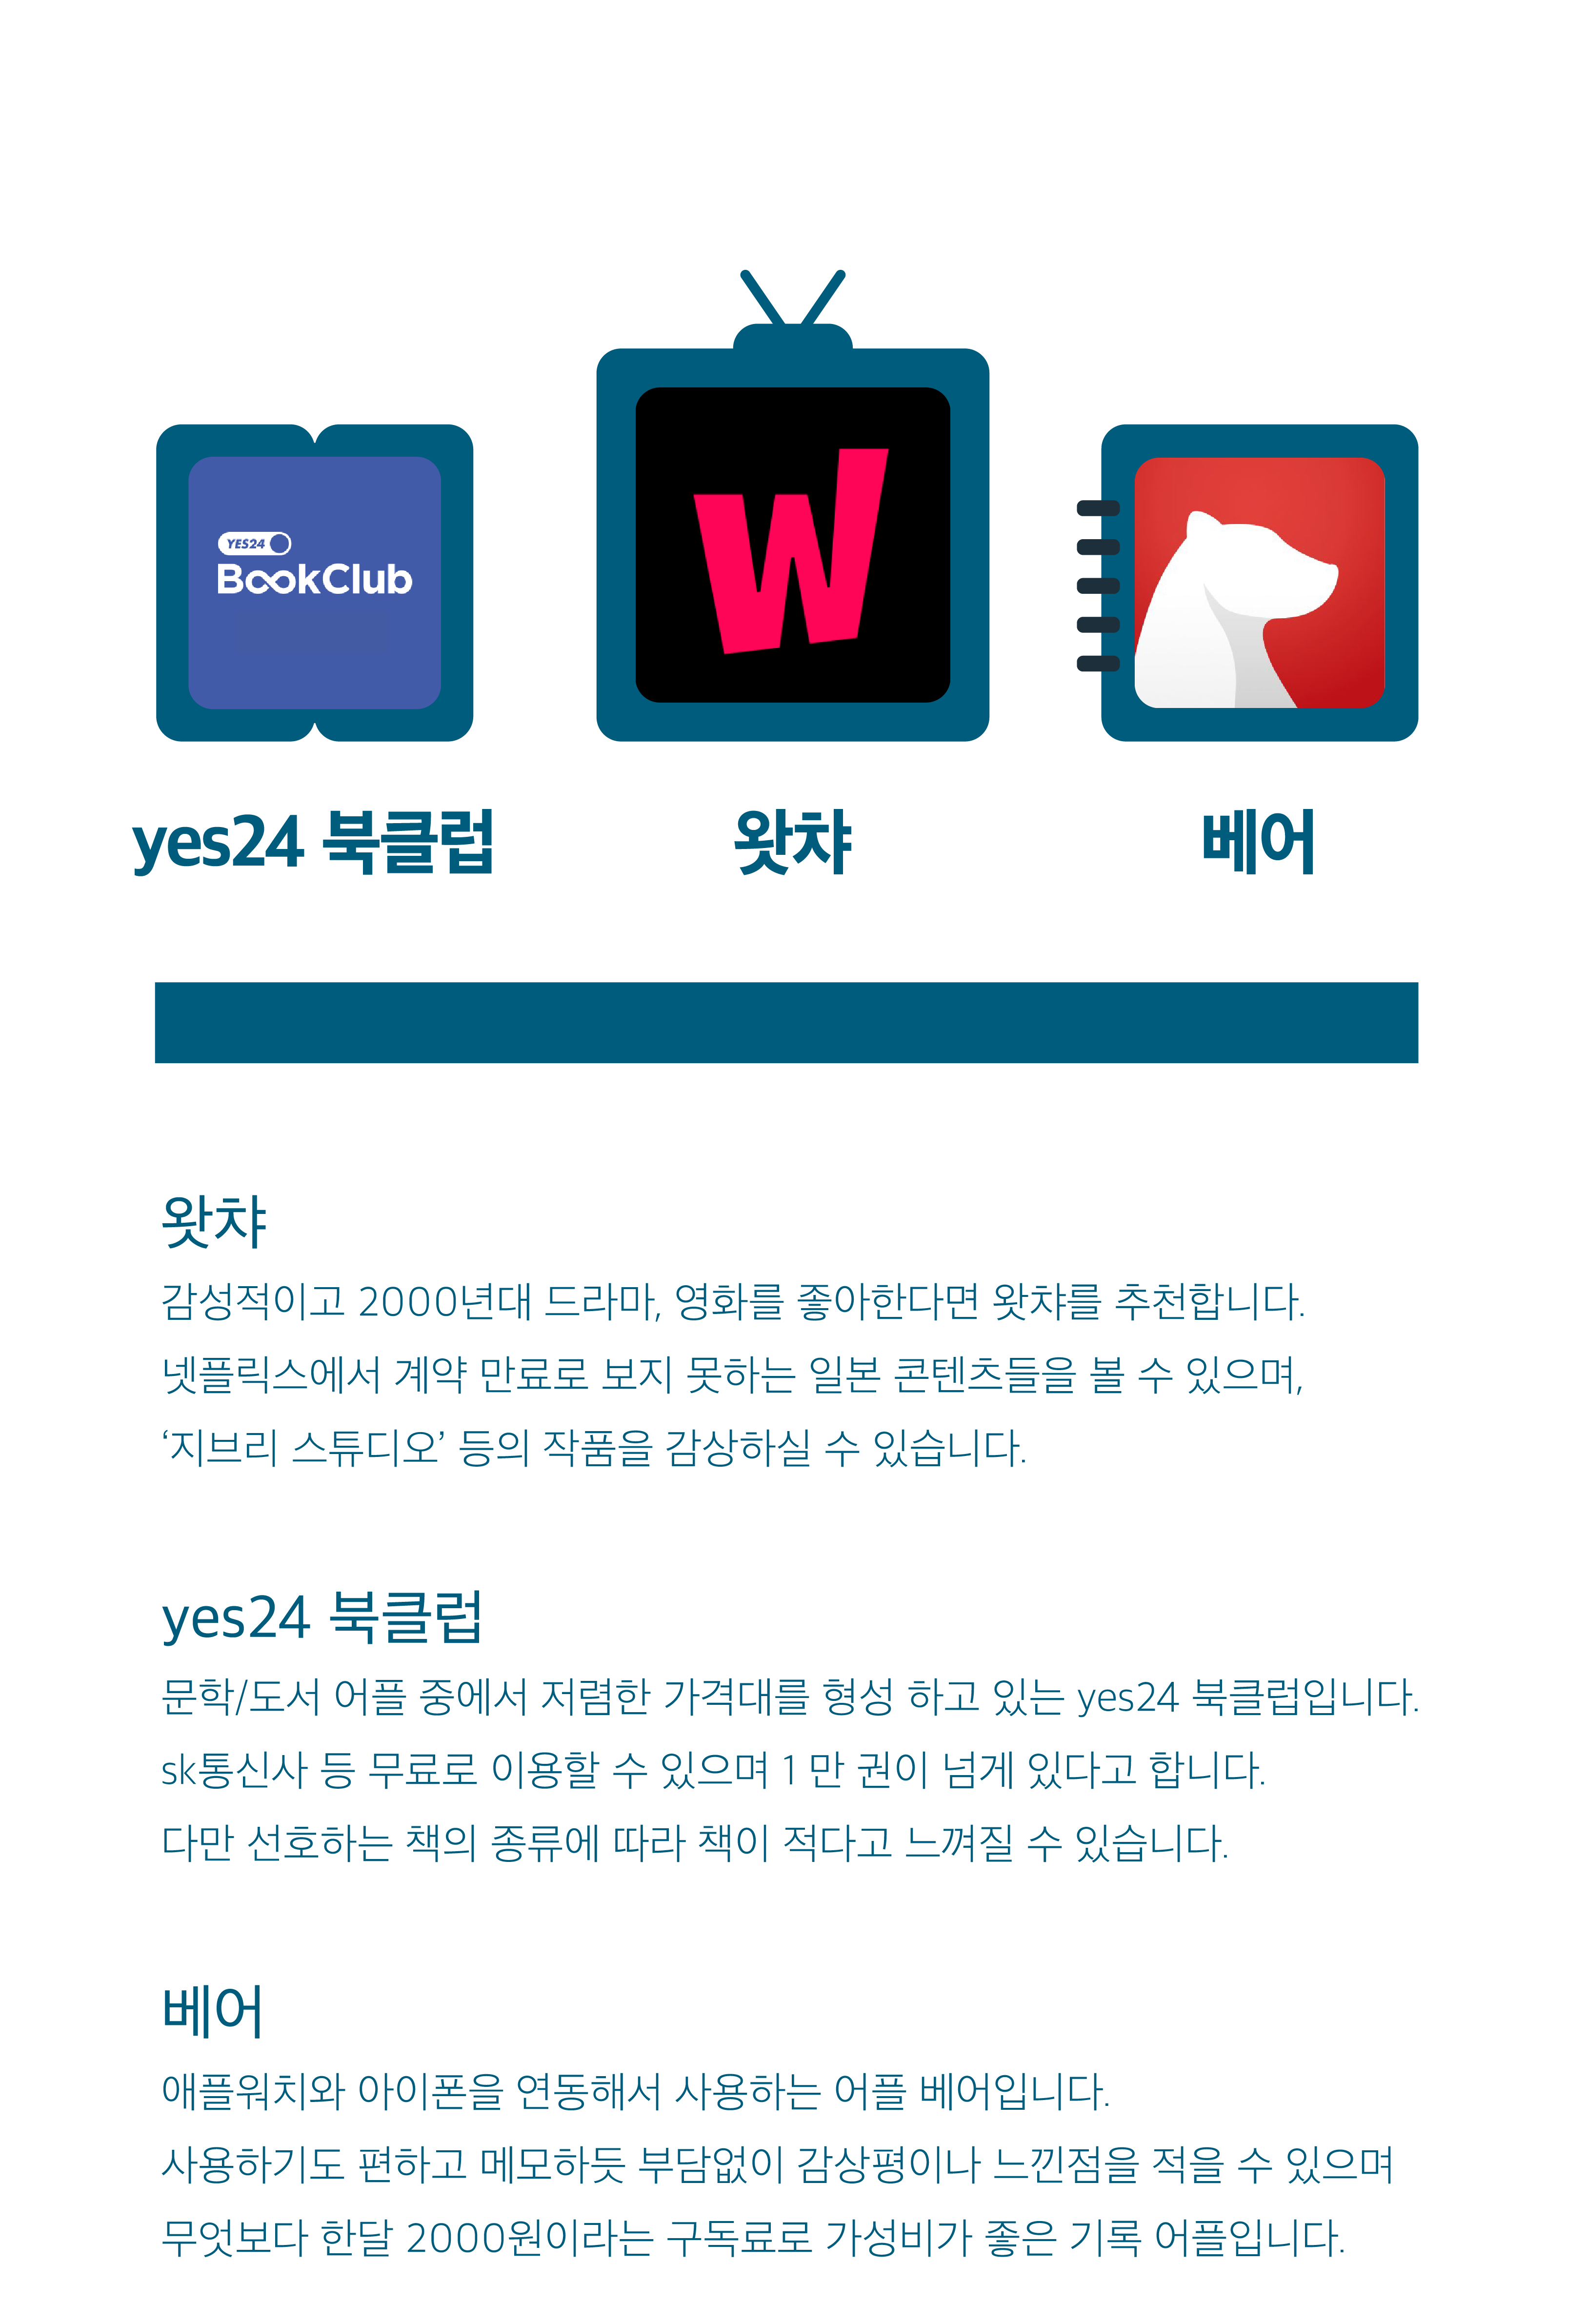 YES24
BookClub
W
yes24 북클럽
왓챠
베어
왓챠
감성적이고 2000년대 드라마, 영화를 좋아한다면 왓챠를 추천합니다.
넷플릭스에서 계약 만료로 보지 못하는 일본 콘텐츠들을 볼 수 있으며,
‘지브리 스튜디오’ 등의 작품을 감상하실 수 있습니다.
yes24 북클럽
문학/도서 어플 중에서 저렴한 가격대를 형성 하고 있는 yes24 북클럽입니다.
sk통신사 등 무료로 이용할 수 있으며 1 만 권이 넘게 있다고 합니다.
다만 선호하는 책의 종류에 따라 책이 적다고 느껴질 수 있습니다.
베어
애플워치와 아이폰을 연동해서 사용하는 어플 베어입니다.
사용하기도 편하고 메모하듯 부담없이 감상평이나 느낀점을 적을 수 있으며
무엇보다 한달 2000원이라는 구독료로 가성비가 좋은 기록 어플입니다.